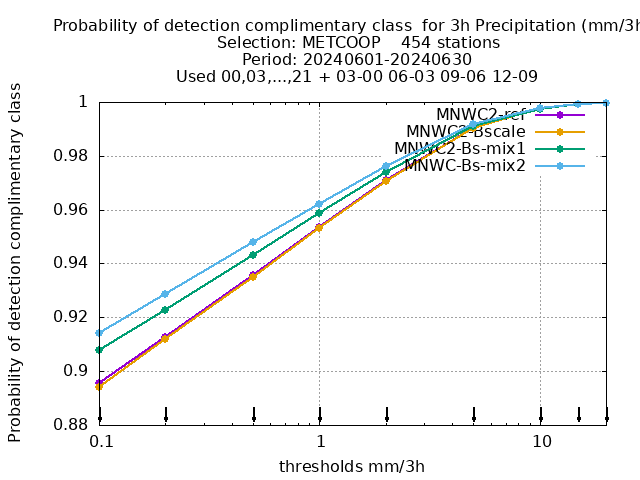 Probability of detection complimentary class  for 3h Precipitation (mm/3h
Selection: METCOOP    454 stations
Period: 20240601-20240630
Used 00,03,...,21 + 03-00 06-03 09-06 12-09
Probability of detection complimentary class
1
0.98
0.96
0.94
0.92
0.9
0.88
MNWC2-ref
MNWC2-Bscale
MNWC2-Bs-mix1
MNWC-Bs-mix2
0.1
1
10
thresholds mm/3h